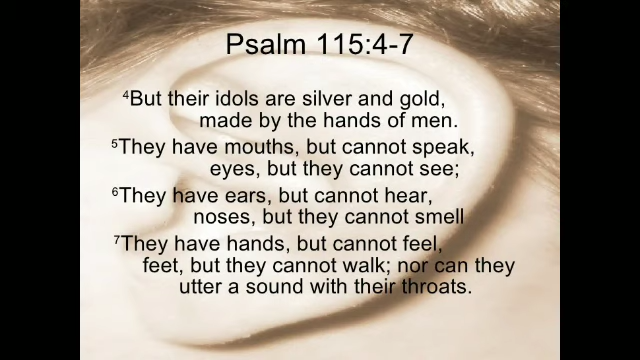 Psalm 115:4-7
4But their idols are silver and gold,
made by the hands of men.
5They have mouths, but cannot speak,
eyes, but they cannot see;
6They have ears, but cannot hear,
noses, but they cannot smell
7They have hands, but cannot feel,
feet, but they cannot walk; nor can they
utter a sound with their throats.